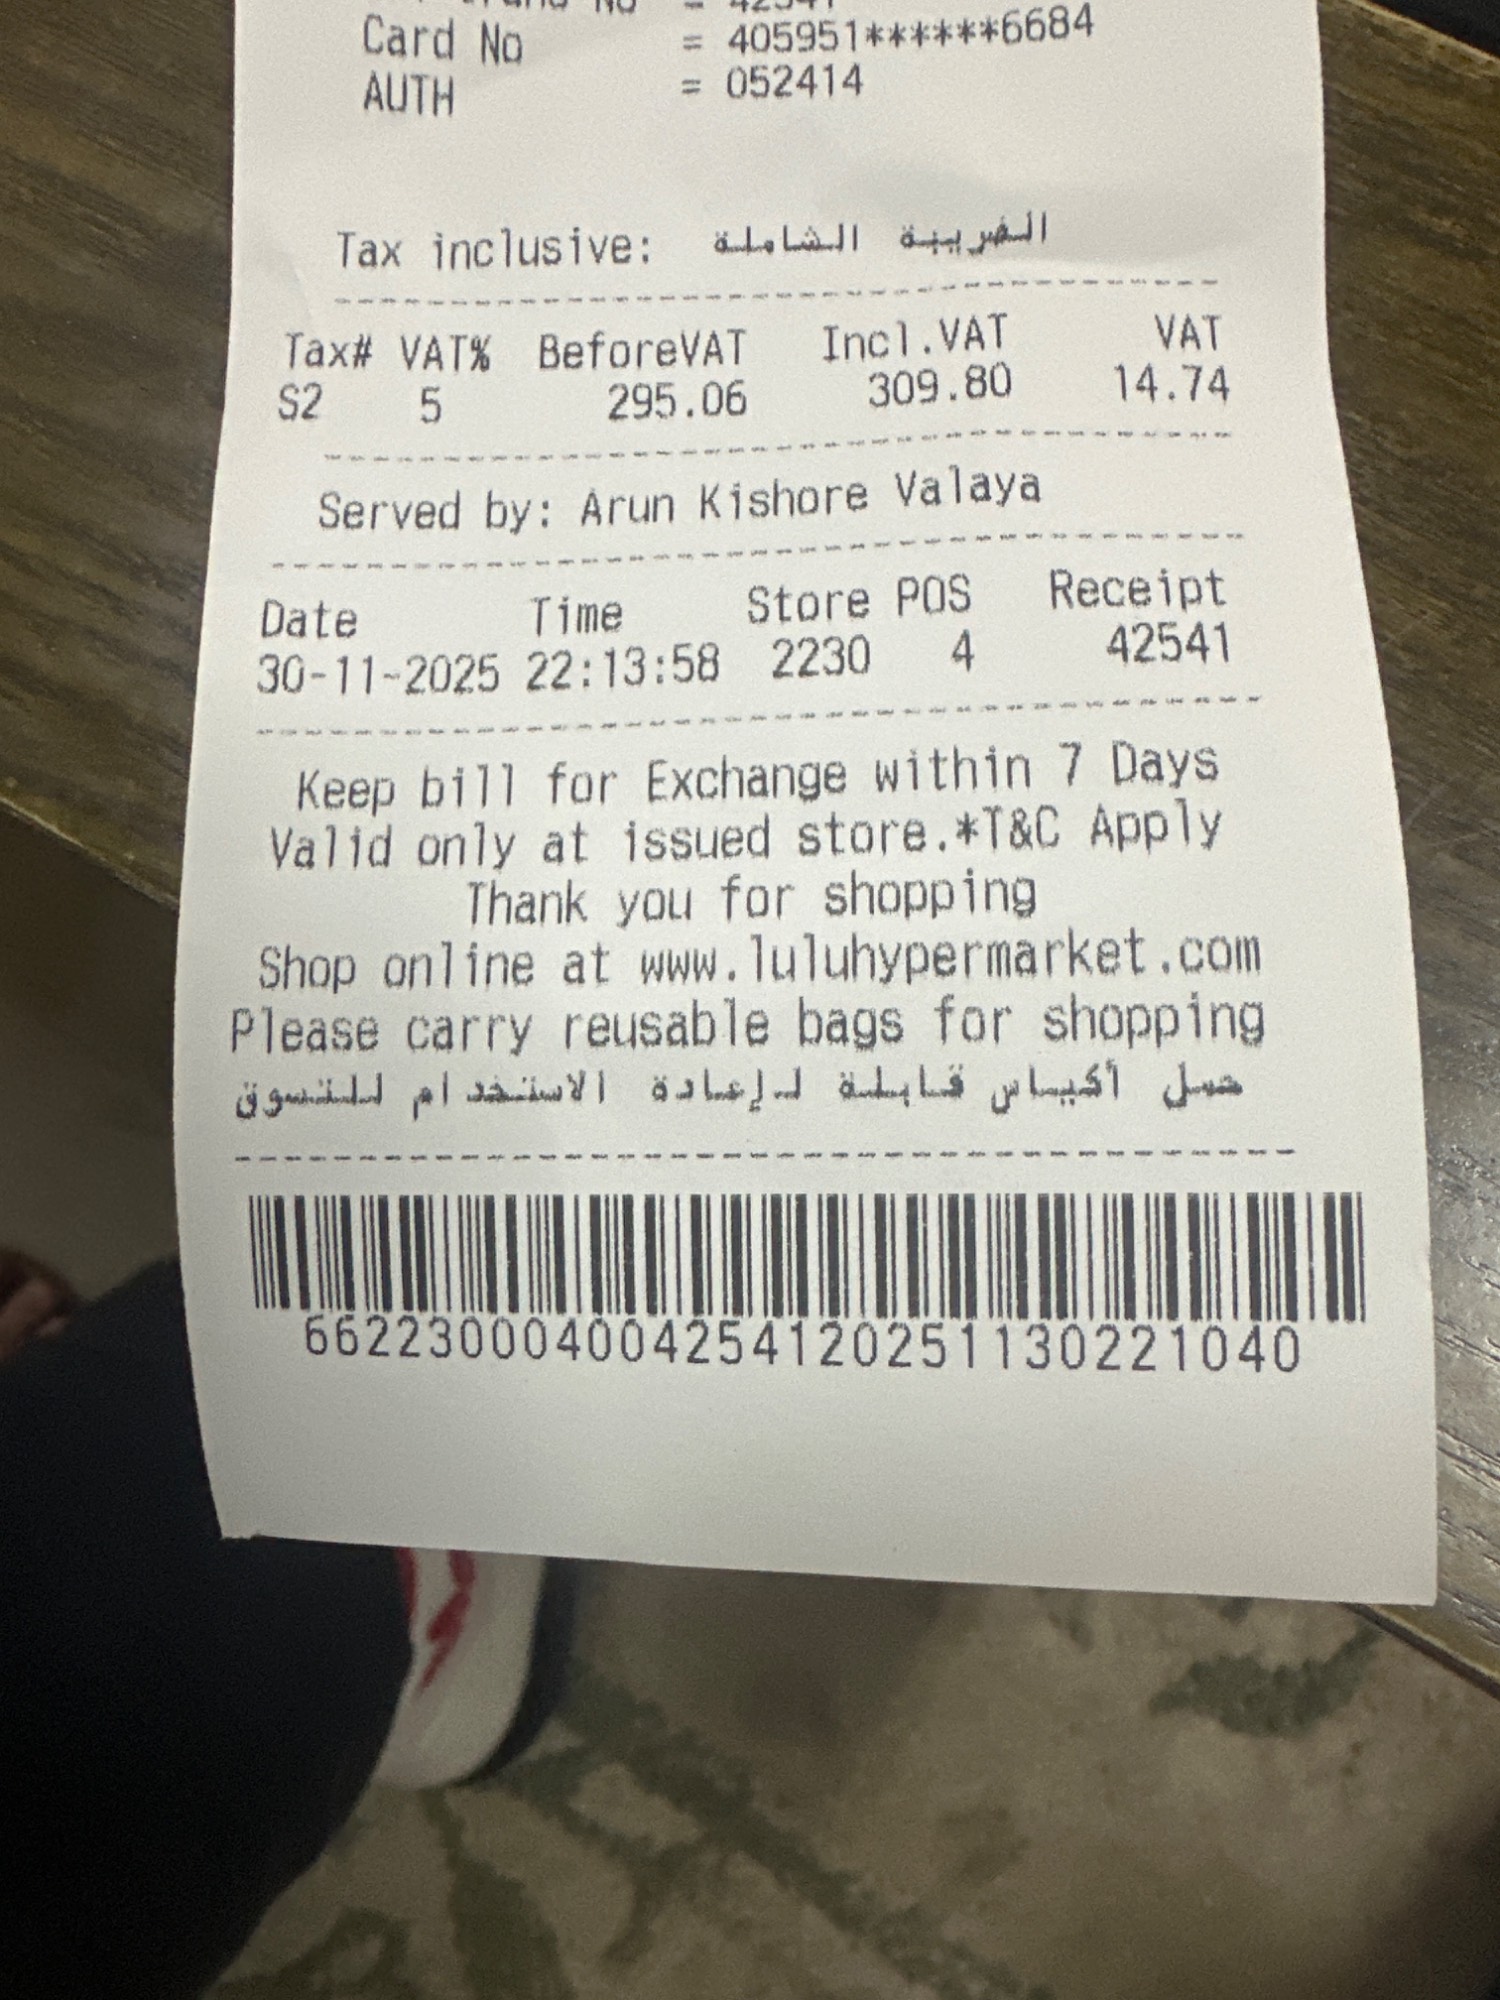 No = 42541
Card No = 405951******6684
AUTH = 052414
Tax inclusive: الضريبة الشاملة
Tax# VAT% BeforeVAT Incl.VAT VAT
S2 5 295.06 309.80 14.74
Served by: Arun Kishore Valaya
Date Time Store POS Receipt
30-11-2025 22:13:58 2230 4 42541
Keep bill for Exchange within 7 Days
Valid only at issued store.*T&C Apply
Thank you for shopping
Shop online at www.luluhypermarket.com
Please carry reusable bags for shopping
حمل أكياس قابلة لإعادة الاستخدام للتسوق
662230004004254120251130221040